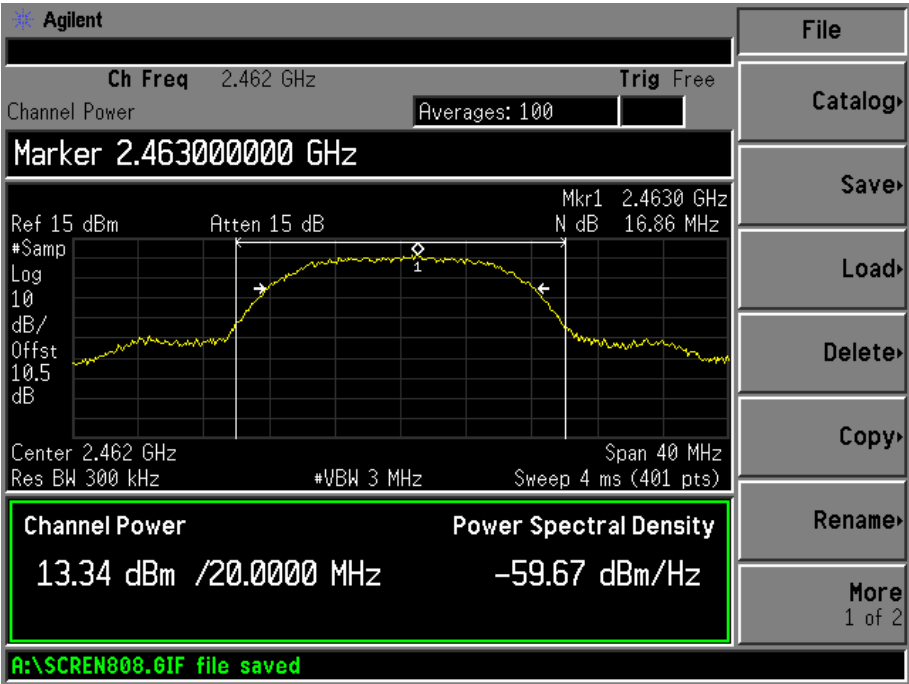 Agilent
File
Ch Freq 2.462 GHz Trig Free
Channel Power Averages: 100
Catalog
Marker 2.463000000 GHz
Save
Mkr1 2.4630 GHz
Ref 15 dBm Atten 15 dB N dB 16.86 MHz
#Samp
Log
10
dB/
Offst
10.5
dB
1
Load
Delete
Copy
Center 2.462 GHz Span 40 MHz
Res BW 300 kHz #VBW 3 MHz Sweep 4 ms (401 pts)
Channel Power Power Spectral Density
Rename
13.34 dBm /20.0000 MHz -59.67 dBm/Hz
More
1 of 2
A:\SCREN808.GIF file saved